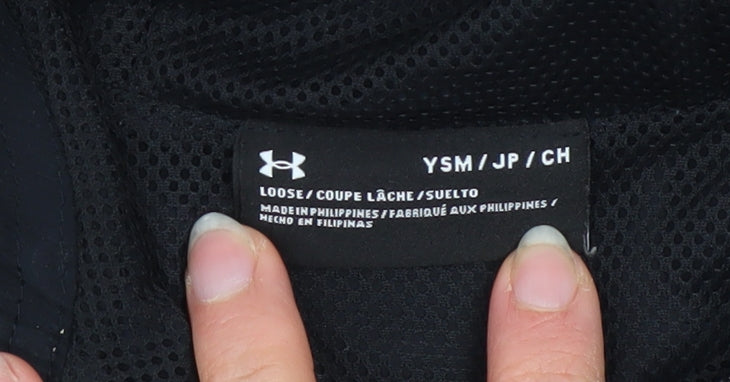 YSM / JP / CH
LOOSE / COUPE LÂCHE / SUELTO
MADE IN PHILIPPINES / FABRIQUÉ AUX PHILIPPINES /
HECHO EN FILIPINAS